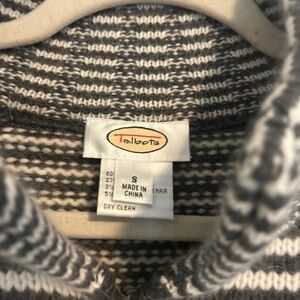 Talbots
S
MADE IN
CHINA
HAIR
DRY CLEAN